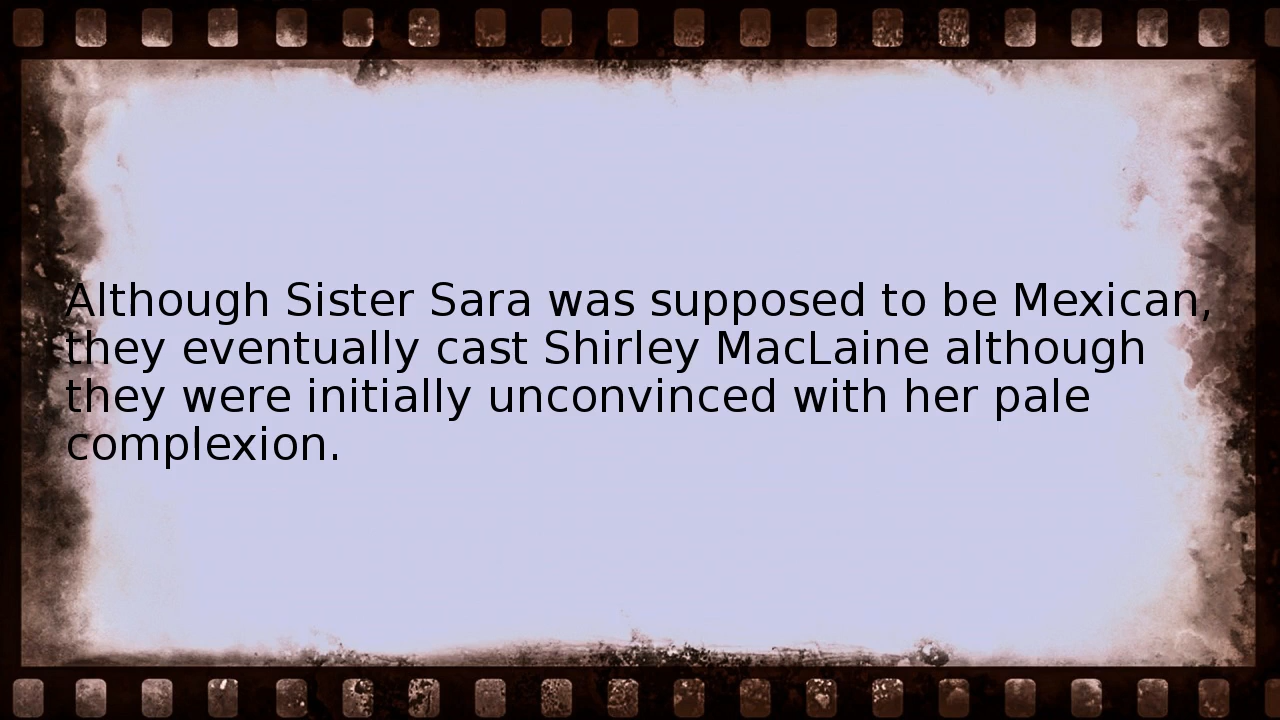 Although Sister Sara was supposed to be Mexican,
they eventually cast Shirley MacLaine although
they were initially unconvinced with her pale
complexion.